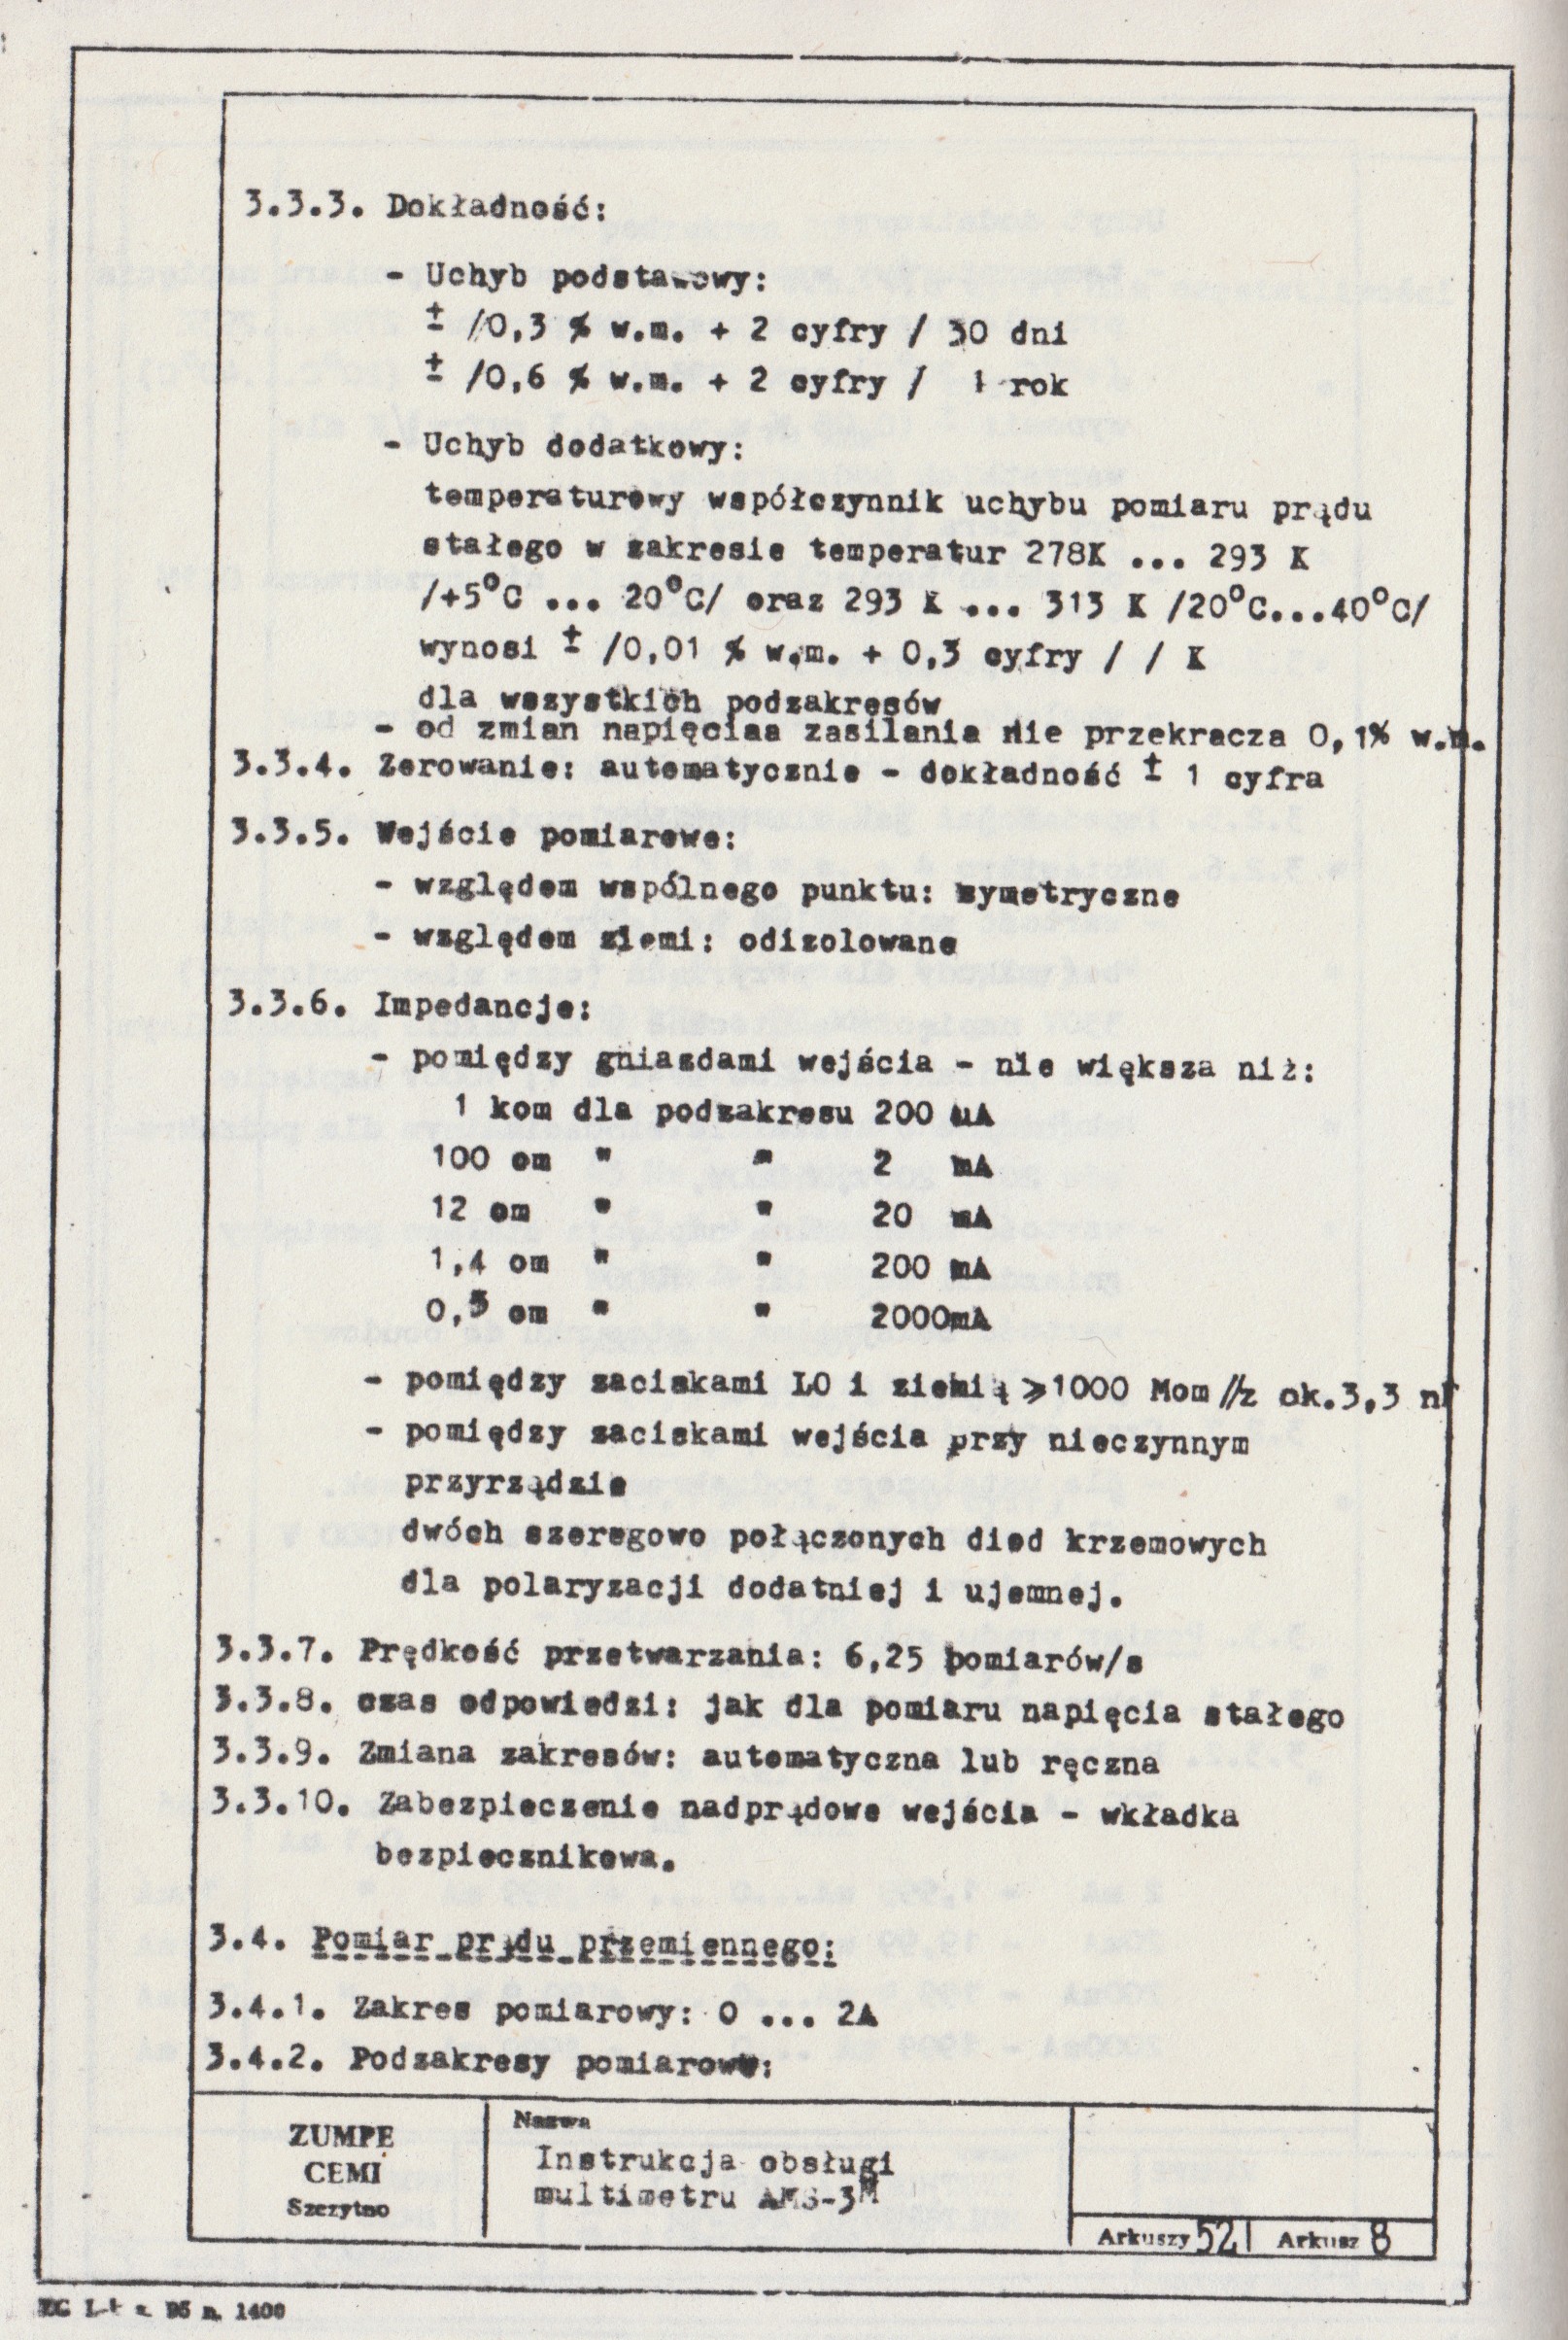 3.3.3. Dokładność:
- Uchyb podstawowy:
± /0,3 % w.m. + 2 cyfry / 30 dni
± /0,6 % w.m. + 2 cyfry / 1 rok
- Uchyb dodatkowy:
temperaturowy współczynnik uchybu pomiaru prądu
stałego w zakresie temperatur 278K ... 293 K
/+5°C ... 20°C/ oraz 293 K ... 313 K /20°C...40°C/
wynosi ± /0,01 % w.m. + 0,3 cyfry / / K
dla wszystkich podzakresów
- od zmian napięciaa zasilania nie przekracza 0,1% w.m.
3.3.4. Zerowanie: automatycznie - dokładność ± 1 cyfra
3.3.5. Wejście pomiarowe:
- względem wspólnego punktu: symetryczne
- względem ziemi: odizolowane
3.3.6. Impedancje:
- pomiędzy gniazdami wejścia - nie większa niż:
1 kom dla podzakresu 200 uA
100 om " " 2 mA
12 om " " 20 mA
1,4 om " " 200 mA
0,3 om " " 2000mA
- pomiędzy zaciskami LO i ziemią ⩾1000 Mom //z ok.3,3 nF
- pomiędzy zaciskami wejścia przy nieczynnym
przyrządzie
dwóch szeregowo połączonych diod krzemowych
dla polaryzacji dodatniej i ujemnej.
3.3.7. Prędkość przetwarzania: 6,25 pomiarów/s
3.3.8. czas odpowiedzi: jak dla pomiaru napięcia stałego
3.3.9. Zmiana zakresów: automatyczna lub ręczna
3.3.10. Zabezpieczenie nadprądowe wejścia - wkładka
bezpiecznikowa.
3.4. Pomiar prądu przemiennego:
3.4.1. Zakres pomiarowy: 0 ... 2A
3.4.2. Podzakresy pomiarowe:
ZUMPE
CEMI
Szczytno
Nazwa
Instrukcja obsługi
multimetru AMS-3M
Arkuszy 52 Arkusz 8
n. 1400